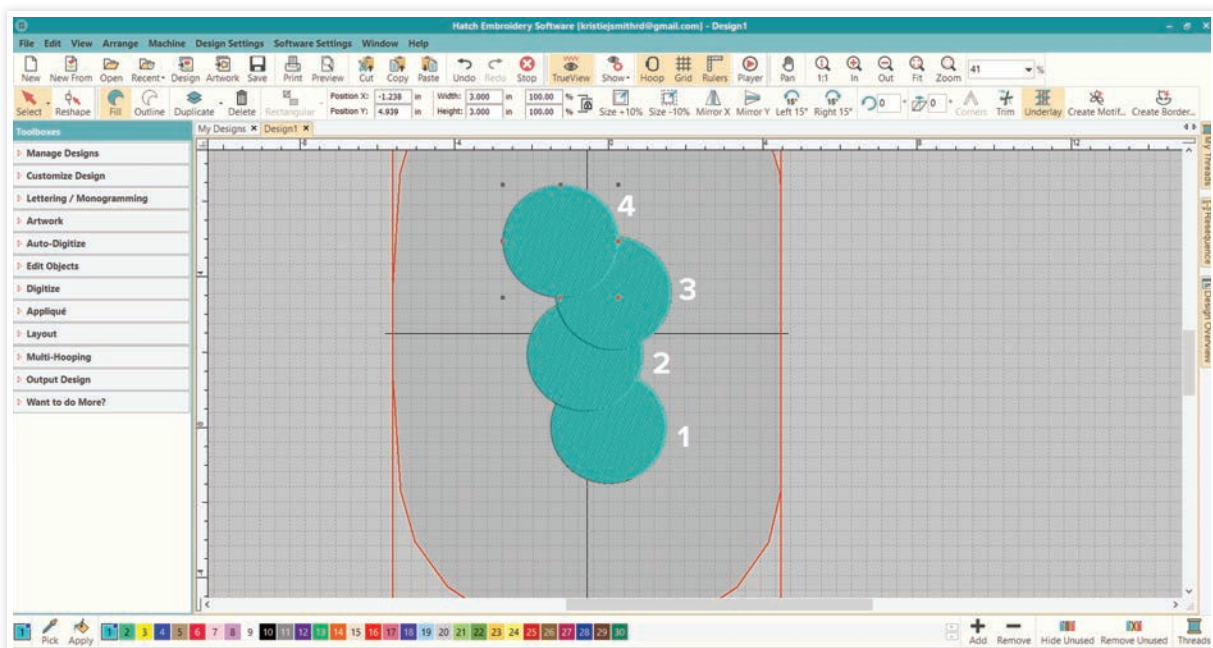 Hatch Embroidery Software (kristiejsmithrd@gmail.com) - Design1
File Edit View Arrange Machine Design Settings Software Settings Window Help
New New From Open Recent Design Artwork Save Print Preview Cut Copy Paste Undo Redo Stop TrueView Show Hoop Grid Rulers Player Pan 1:1 In Out Fit Zoom 41 %
Select Reshape Fill Outline Duplicate Delete Rectangular Position X: -1.238 in Width: 3.000 in 100.00 % Size +10% Size -10% Mirror X Mirror Y Left 15° Right 15° 0 ° 0 ° Corners Trim Underlay Create Motif... Create Border...
Position Y: 4.939 in Height: 3.000 in 100.00 %
Toolboxes
My Designs Design1
Manage Designs
Customize Design
Lettering / Monogramming
Artwork
Auto-Digitize
Edit Objects
Digitize
Appliqué
Layout
Multi-Hooping
Output Design
Want to do More?
4
3
2
1
My Threads
Resequence
Design Overview
1 Pick Apply 1 2 3 4 5 6 7 8 9 10 11 12 13 14 15 16 17 18 19 20 21 22 23 24 25 26 27 28 29 30 Add Remove Hide Unused Remove Unused Threads